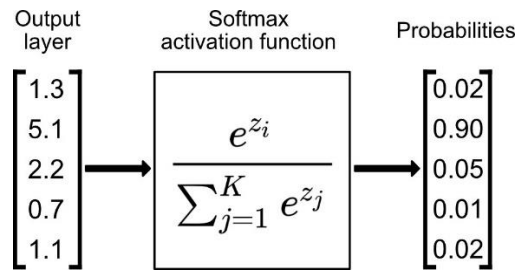 Output
layer
Softmax
activation function
Probabilities
1.3
5.1
2.2
0.7
1.1
e^{z_i}
∑_{j=1}^{K} e^{z_j}
0.02
0.90
0.05
0.01
0.02